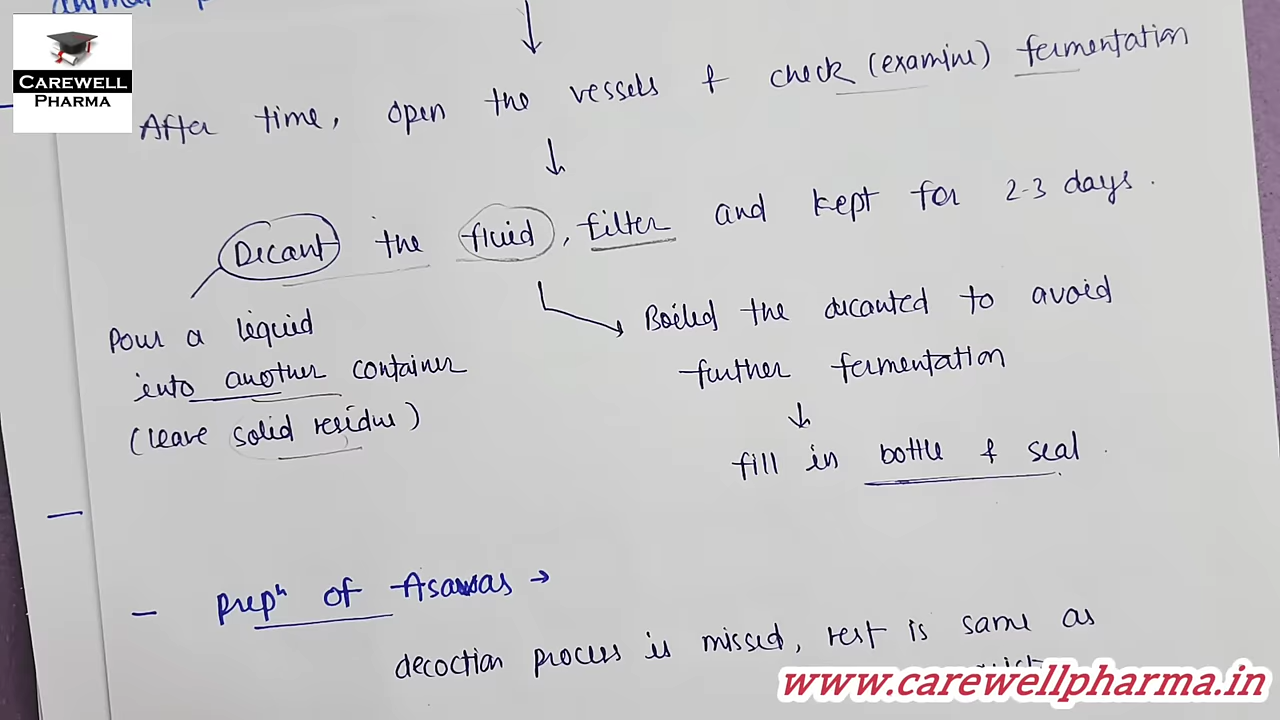 CAREWELL
PHARMA
After time, open the vessels & check (examine) fermentation
Decant the fluid, filter and kept for 2-3 days.
Pour a liquid
into another container
(leave solid residue)
Boiled the decanted to avoid
further fermentation
fill in bottle & seal.
- Prepⁿ of Asawas →
decoction process is missed, rest is same as
www.carewellpharma.in